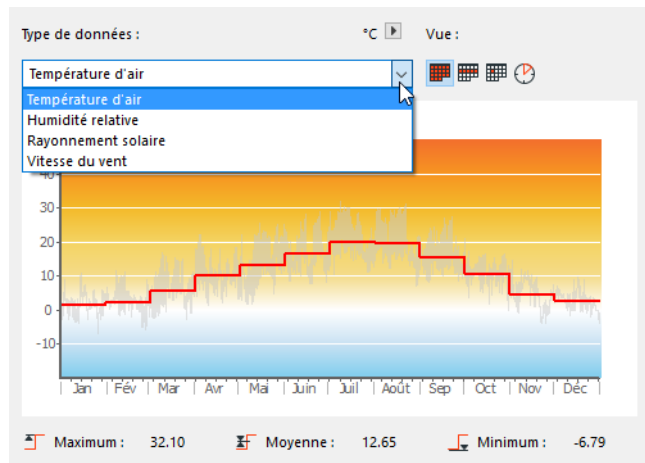 Type de données : °C Vue :
Température d'air
Température d'air
Humidité relative
Rayonnement solaire
Vitesse du vent
40
30
20
10
0
-10
Jan Fév Mar Avr Mai Juin Juil Août Sep Oct Nov Déc
Maximum : 32.10 Moyenne : 12.65 Minimum : -6.79